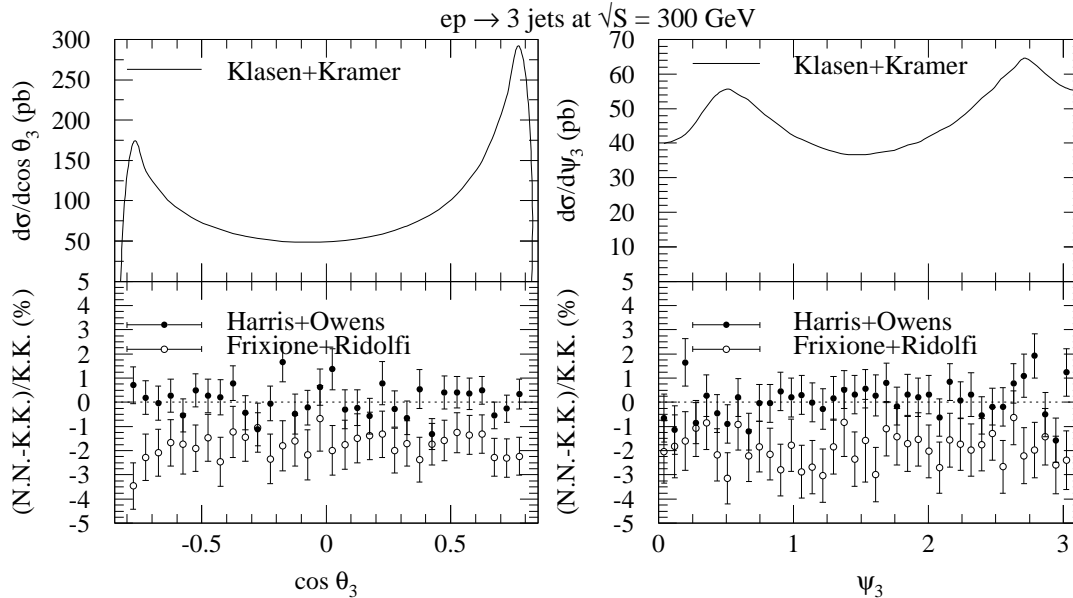 ep → 3 jets at √S = 300 GeV
dσ/dcos θ3 (pb)
300
250
200
150
100
50
5
Klasen+Kramer
dσ/dψ3 (pb)
70
60
50
40
30
20
10
5
Klasen+Kramer
(N.N.-K.K.)/K.K. (%)
4
3
2
1
0
-1
-2
-3
-4
-5
Harris+Owens
Frixione+Ridolfi
-0.5 0 0.5
cos θ3
(N.N.-K.K.)/K.K. (%)
4
3
2
1
0
-1
-2
-3
-4
-5
Harris+Owens
Frixione+Ridolfi
0 1 2 3
ψ3